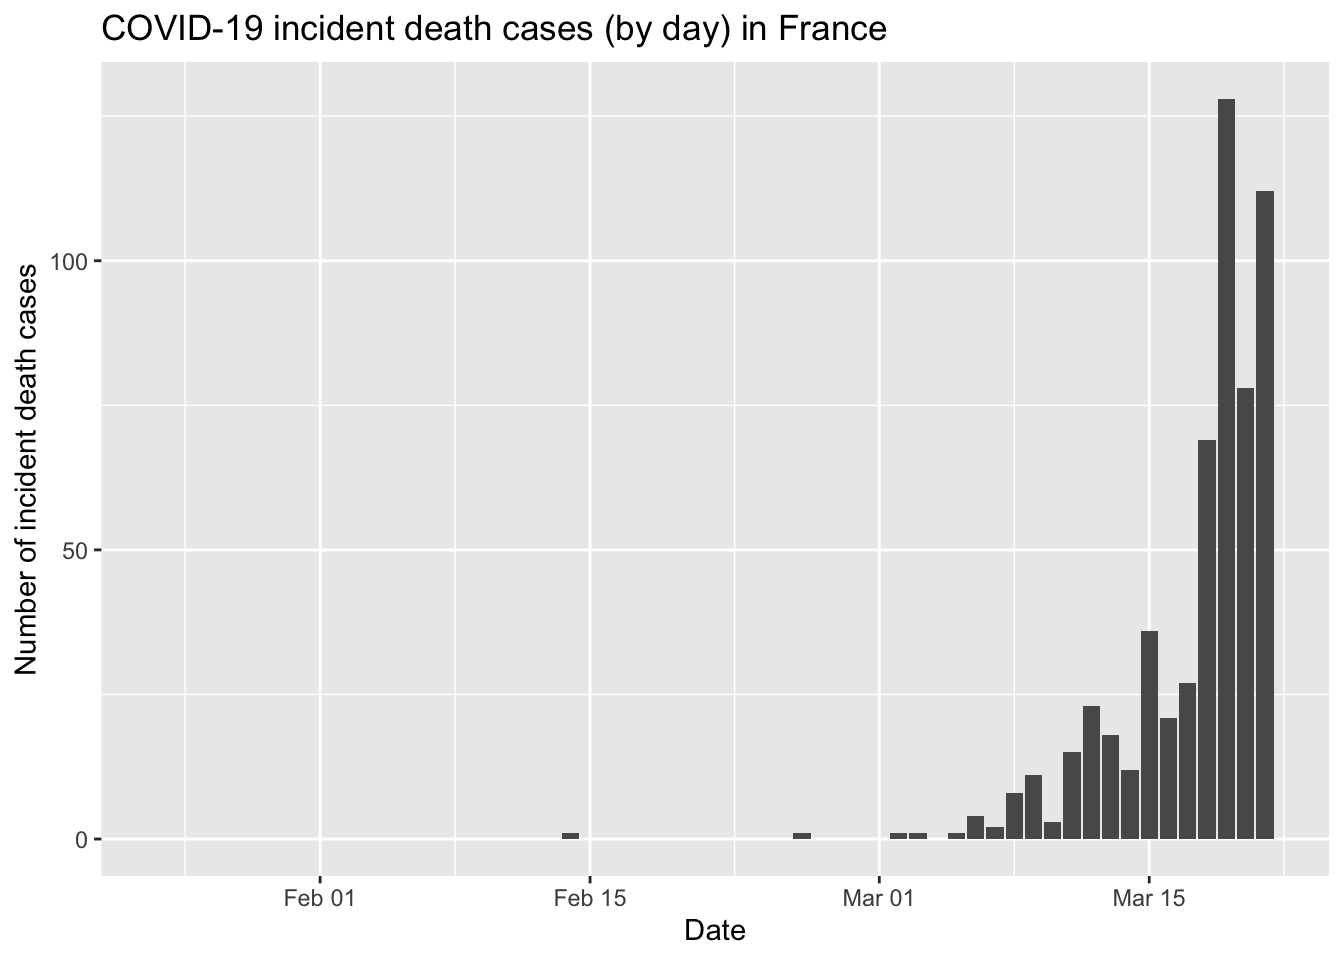 COVID-19 incident death cases (by day) in France
Number of incident death cases
100
50
0
Feb 01
Feb 15
Mar 01
Mar 15
Date